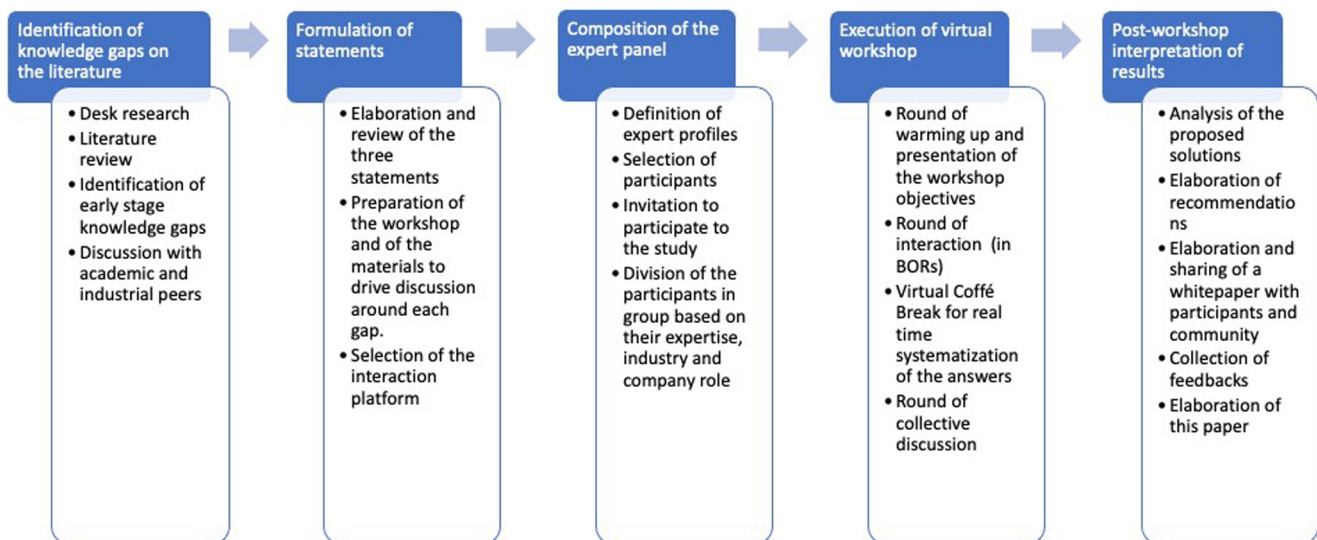 Identification of
knowledge gaps on
the literature
• Desk research
• Literature
review
• Identification of
early stage
knowledge gaps
• Discussion with
academic and
industrial peers
Formulation of
statements
• Elaboration and
review of the
three
statements
• Preparation of
the workshop
and of the
materials to
drive discussion
around each
gap.
• Selection of the
interaction
platform
Composition of the
expert panel
• Definition of
expert profiles
• Selection of
participants
• Invitation to
participate to
the study
• Division of the
participants in
group based on
their expertise,
industry and
company role
Execution of virtual
workshop
• Round of
warming up and
presentation of
the workshop
objectives
• Round of
interaction (in
BORs)
• Virtual Coffé
Break for real
time
systematization
of the answers
• Round of
collective
discussion
Post-workshop
interpretation of
results
• Analysis of the
proposed
solutions
• Elaboration of
recommendatio
ns
• Elaboration and
sharing of a
whitepaper with
participants and
community
• Collection of
feedbacks
• Elaboration of
this paper